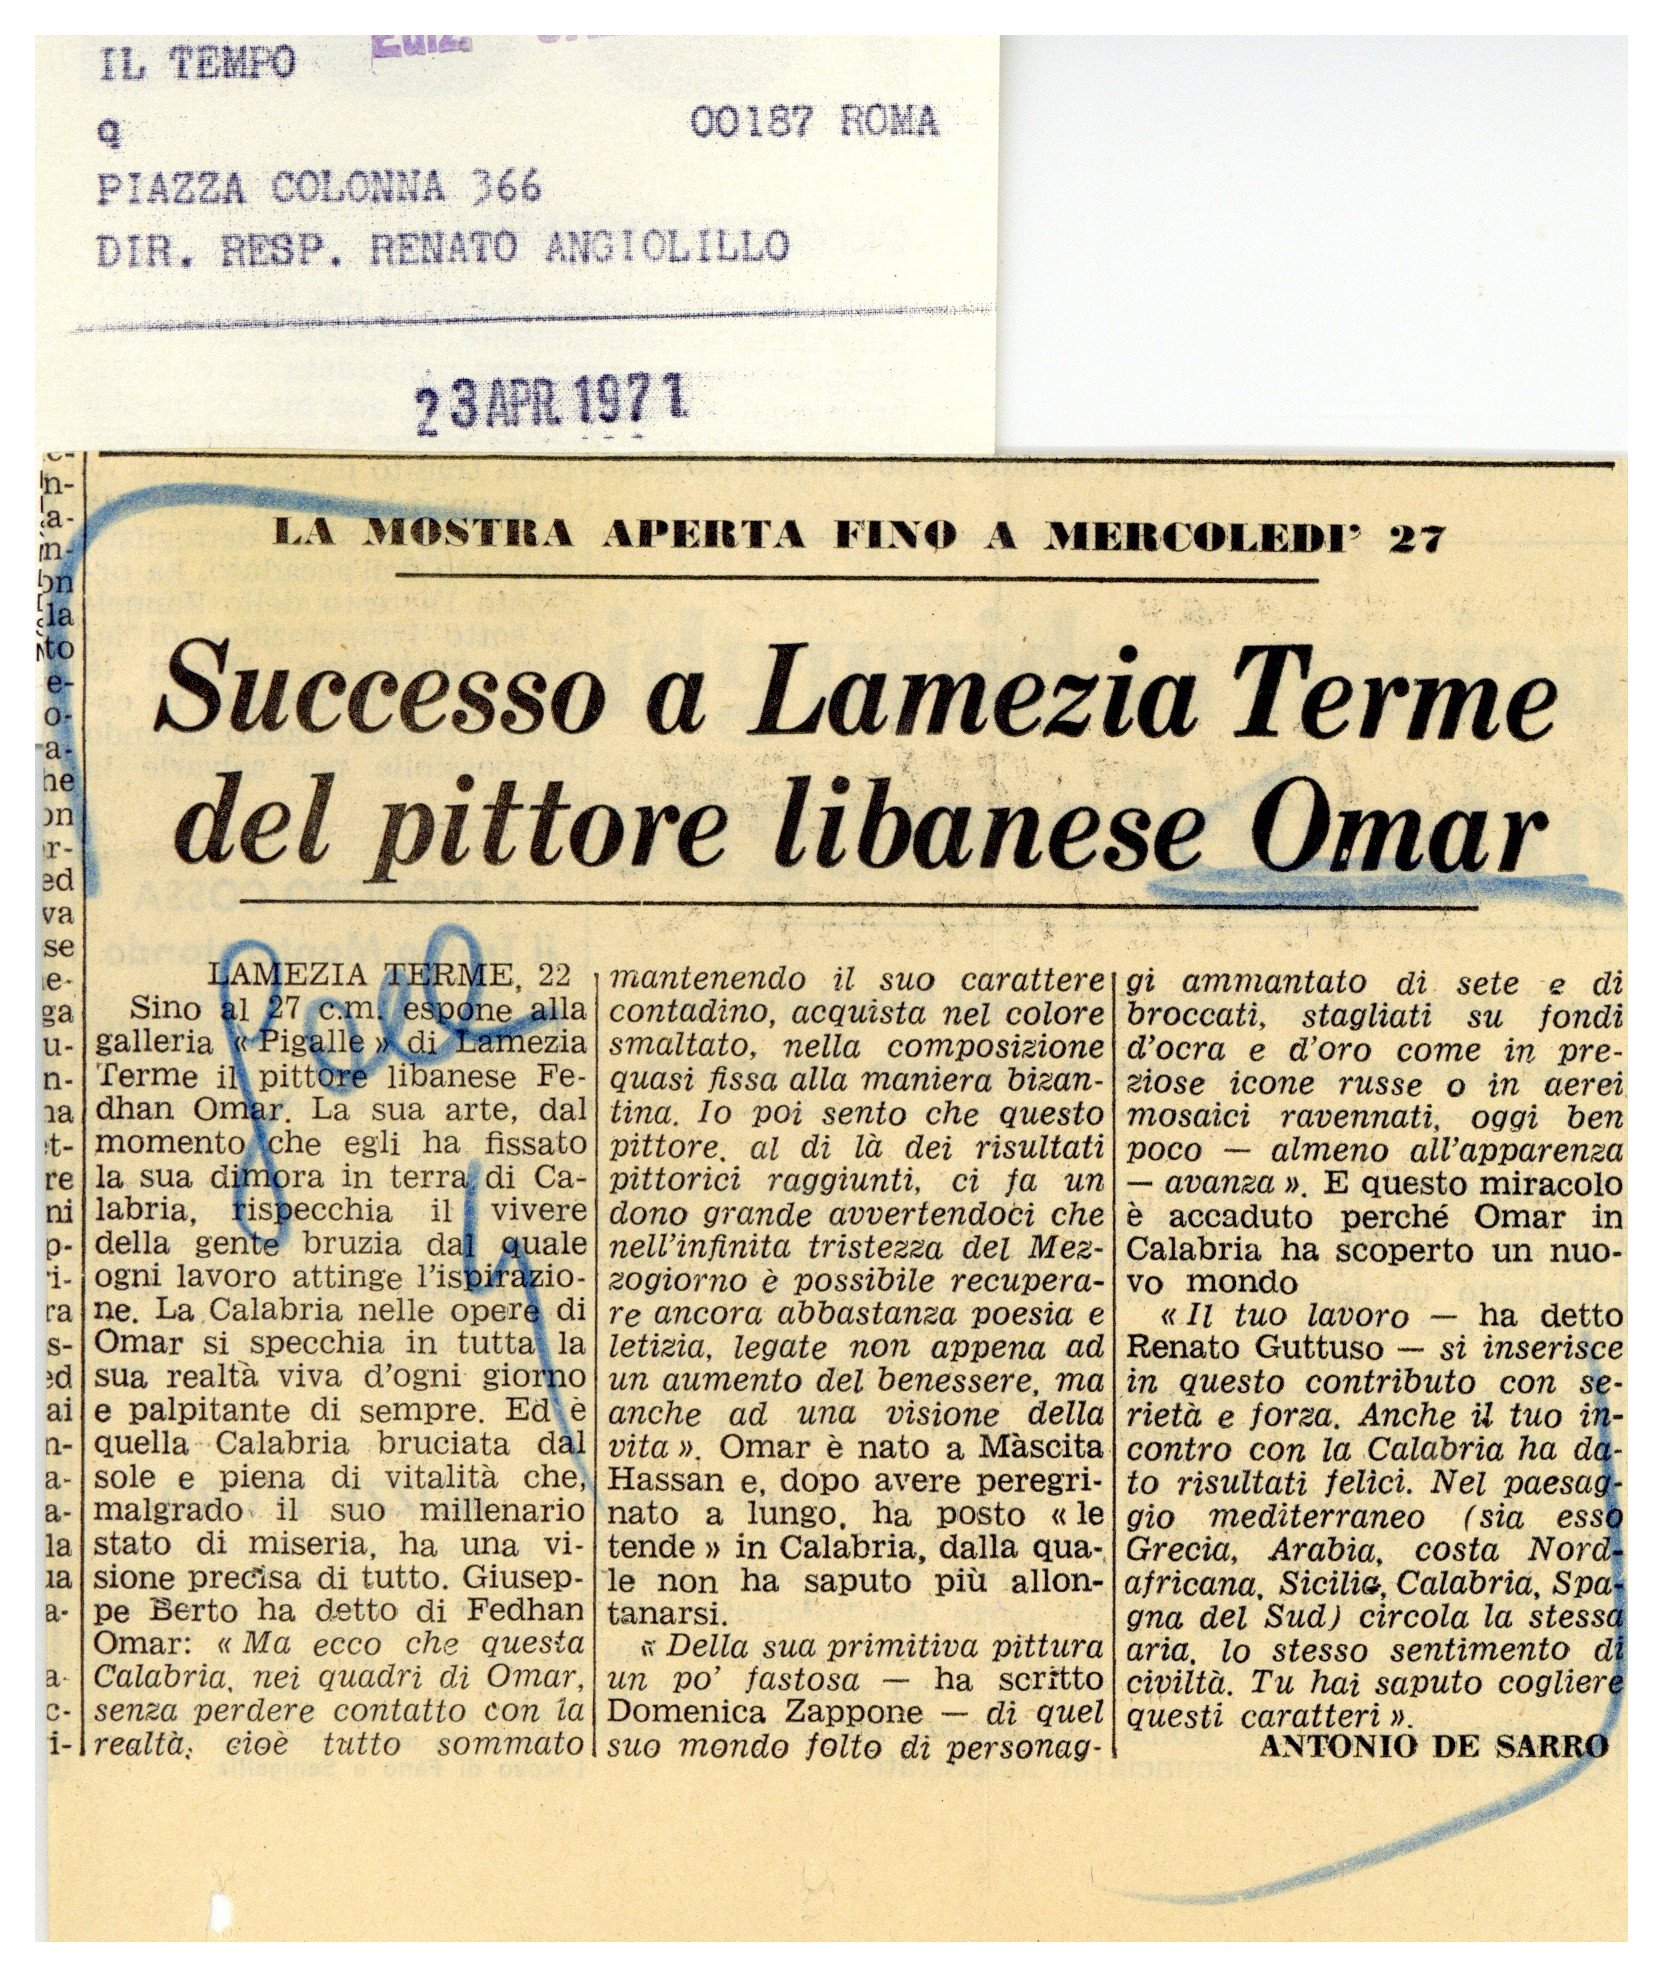 IL TEMPO
Q
00187 ROMA
PIAZZA COLONNA 366
DIR. RESP. RENATO ANGIOLILLO
23 APR. 1971
LA MOSTRA APERTA FINO A MERCOLEDI' 27
Successo a Lamezia Terme
del pittore libanese Omar
LAMEZIA TERME, 22
Sino al 27 c.m. espone alla
galleria « Pigalle » di Lamezia
Terme il pittore libanese Fe-
dhan Omar. La sua arte, dal
momento che egli ha fissato
la sua dimora in terra di Ca-
labria, rispecchia il vivere
della gente bruzia dal quale
ogni lavoro attinge l'ispirazio-
ne. La Calabria nelle opere di
Omar si specchia in tutta la
sua realtà viva d'ogni giorno
e palpitante di sempre. Ed è
quella Calabria bruciata dal
sole e piena di vitalità che,
malgrado il suo millenario
stato di miseria, ha una vi-
sione precisa di tutto. Giusep-
pe Berto ha detto di Fedhan
Omar: « Ma ecco che questa
Calabria, nei quadri di Omar,
senza perdere contatto con la
realtà, cioè tutto sommato
mantenendo il suo carattere
contadino, acquista nel colore
smaltato, nella composizione
quasi fissa alla maniera bizan-
tina. Io poi sento che questo
pittore, al di là dei risultati
pittorici raggiunti, ci fa un
dono grande avvertendoci che
nell'infinita tristezza del Mez-
zogiorno è possibile recupera-
re ancora abbastanza poesia e
letizia, legate non appena ad
un aumento del benessere, ma
anche ad una visione della
vita ». Omar è nato a Màscita
Hassan e, dopo avere peregri-
nato a lungo, ha posto « le
tende » in Calabria, dalla qua-
le non ha saputo più allon-
tanarsi.
« Della sua primitiva pittura
un po' fastosa — ha scritto
Domenica Zappone — di quel
suo mondo folto di personag-
gi ammantato di sete e di
broccati, stagliati su fondi
d'ocra e d'oro come in pre-
ziose icone russe o in aerei
mosaici ravennati, oggi ben
poco — almeno all'apparenza
— avanza ». E questo miracolo
è accaduto perché Omar in
Calabria ha scoperto un nuo-
vo mondo
« Il tuo lavoro — ha detto
Renato Guttuso — si inserisce
in questo contributo con se-
rietà e forza. Anche il tuo in-
contro con la Calabria ha da-
to risultati felici. Nel paesag-
gio mediterraneo (sia esso
Grecia, Arabia, costa Nord-
africana, Sicilia, Calabria, Spa-
gna del Sud) circola la stessa
aria, lo stesso sentimento di
civiltà. Tu hai saputo cogliere
questi caratteri ».
ANTONIO DE SARRO